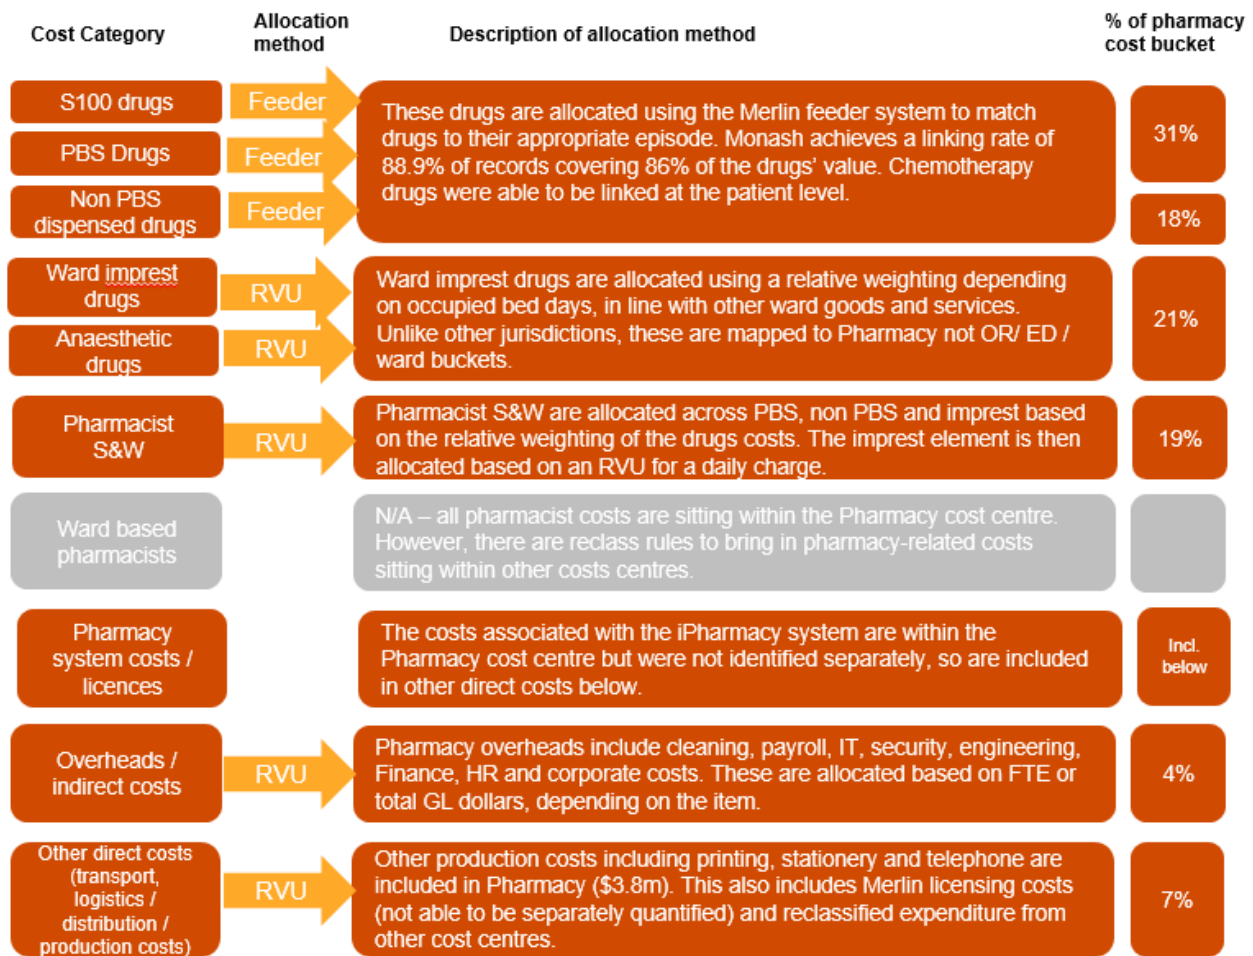 Cost Category
Allocation
method
Description of allocation method
% of pharmacy
cost bucket
S100 drugs
Feeder
PBS Drugs
Feeder
Non PBS
dispensed drugs
Feeder
These drugs are allocated using the Merlin feeder system to match
drugs to their appropriate episode. Monash achieves a linking rate of
88.9% of records covering 86% of the drugs' value. Chemotherapy
drugs were able to be linked at the patient level.
31%
18%
Ward imprest
drugs
RVU
Anaesthetic
drugs
RVU
Ward imprest drugs are allocated using a relative weighting depending
on occupied bed days, in line with other ward goods and services.
Unlike other jurisdictions, these are mapped to Pharmacy not OR/ ED /
ward buckets.
21%
Pharmacist
S&W
RVU
Pharmacist S&W are allocated across PBS, non PBS and imprest based
on the relative weighting of the drugs costs. The imprest element is then
allocated based on an RVU for a daily charge.
19%
Ward based
pharmacists
N/A – all pharmacist costs are sitting within the Pharmacy cost centre.
However, there are reclass rules to bring in pharmacy-related costs
sitting within other costs centres.
Pharmacy
system costs /
licences
The costs associated with the iPharmacy system are within the
Pharmacy cost centre but were not identified separately, so are included
in other direct costs below.
Incl.
below
Overheads /
indirect costs
RVU
Pharmacy overheads include cleaning, payroll, IT, security, engineering,
Finance, HR and corporate costs. These are allocated based on FTE or
total GL dollars, depending on the item.
4%
Other direct costs
(transport,
logistics /
distribution /
production costs)
RVU
Other production costs including printing, stationery and telephone are
included in Pharmacy ($3.8m). This also includes Merlin licensing costs
(not able to be separately quantified) and reclassified expenditure from
other cost centres.
7%